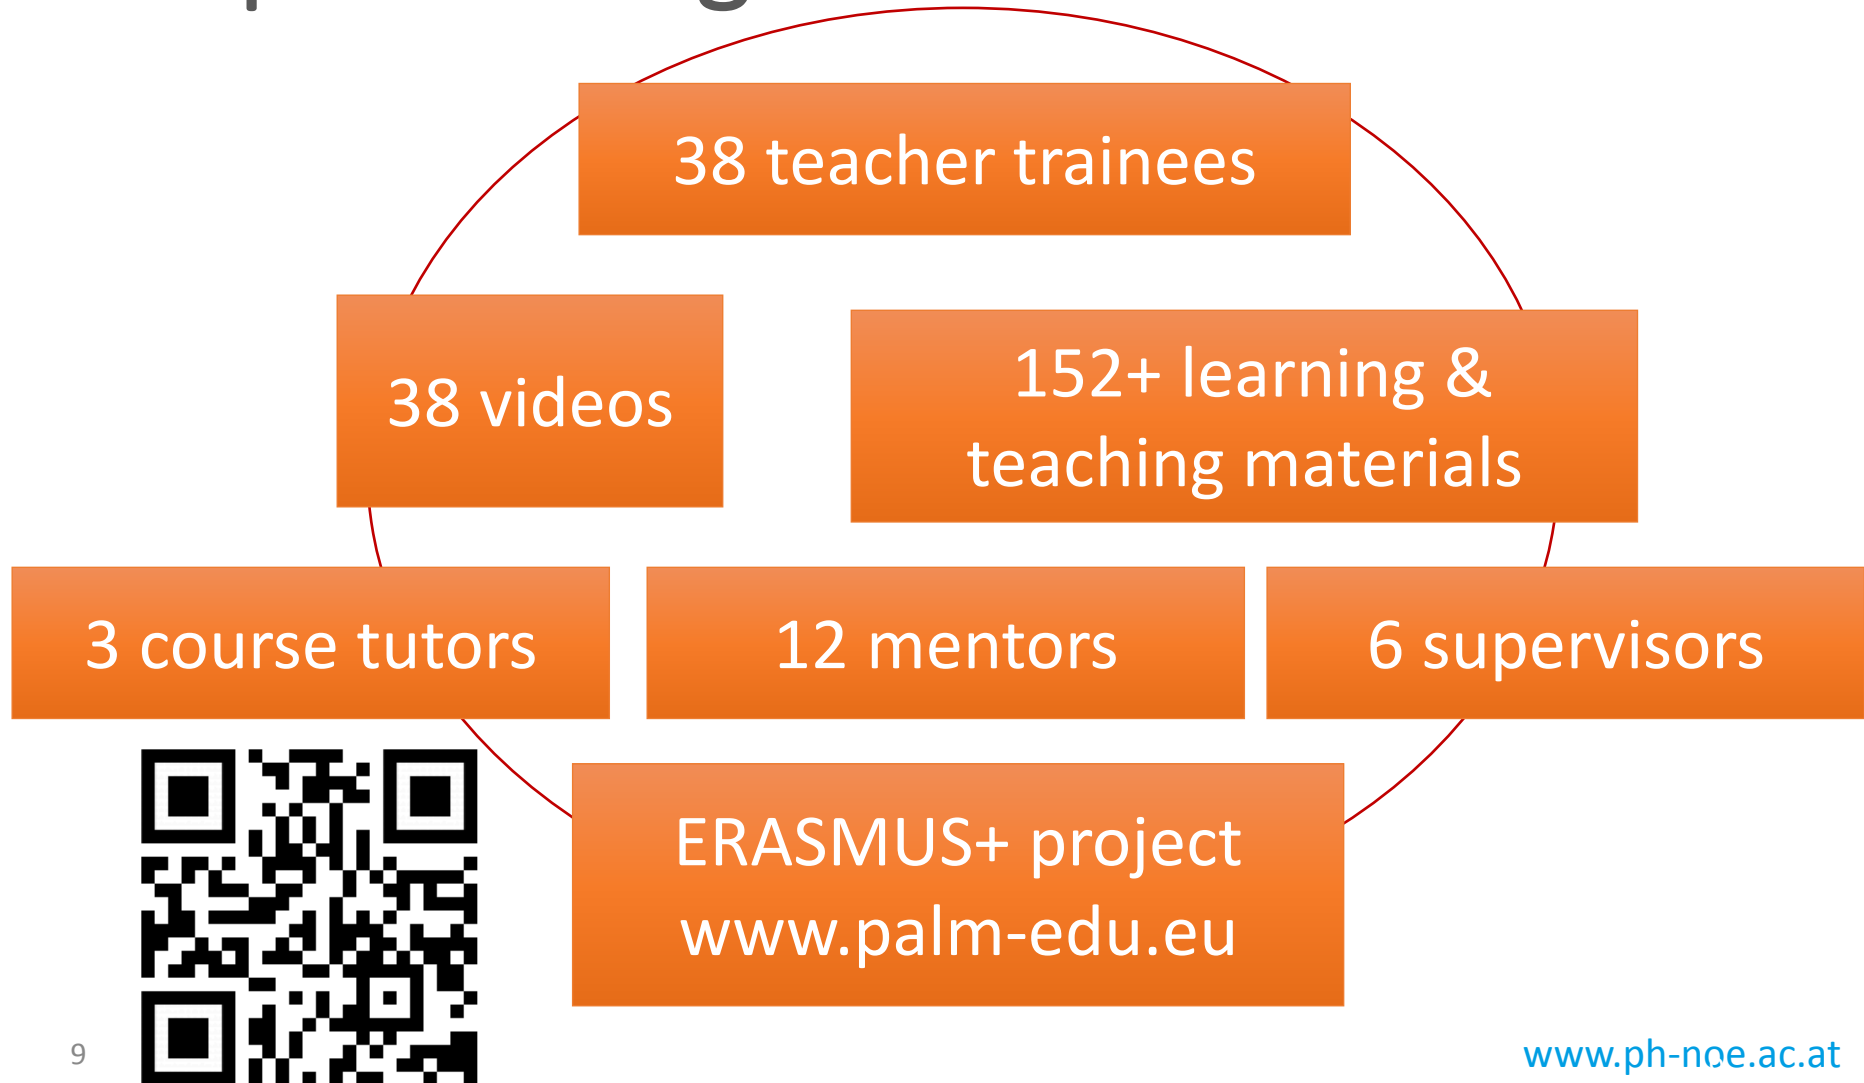 38 teacher trainees
38 videos
152+ learning &
teaching materials
3 course tutors
12 mentors
6 supervisors
ERASMUS+ project
www.palm-edu.eu
9
www.ph-noe.ac.at